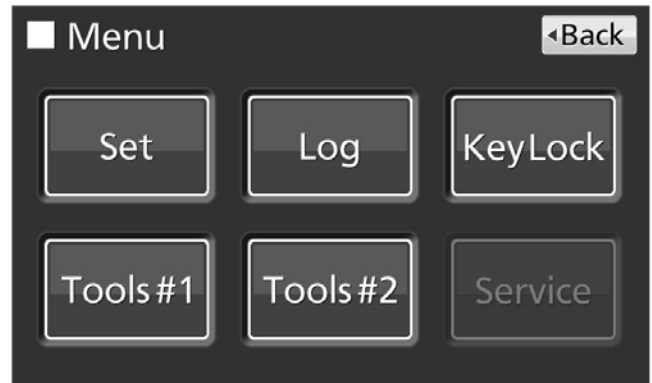 Menu
◂Back
Set
Log
KeyLock
Tools#1
Tools#2
Service